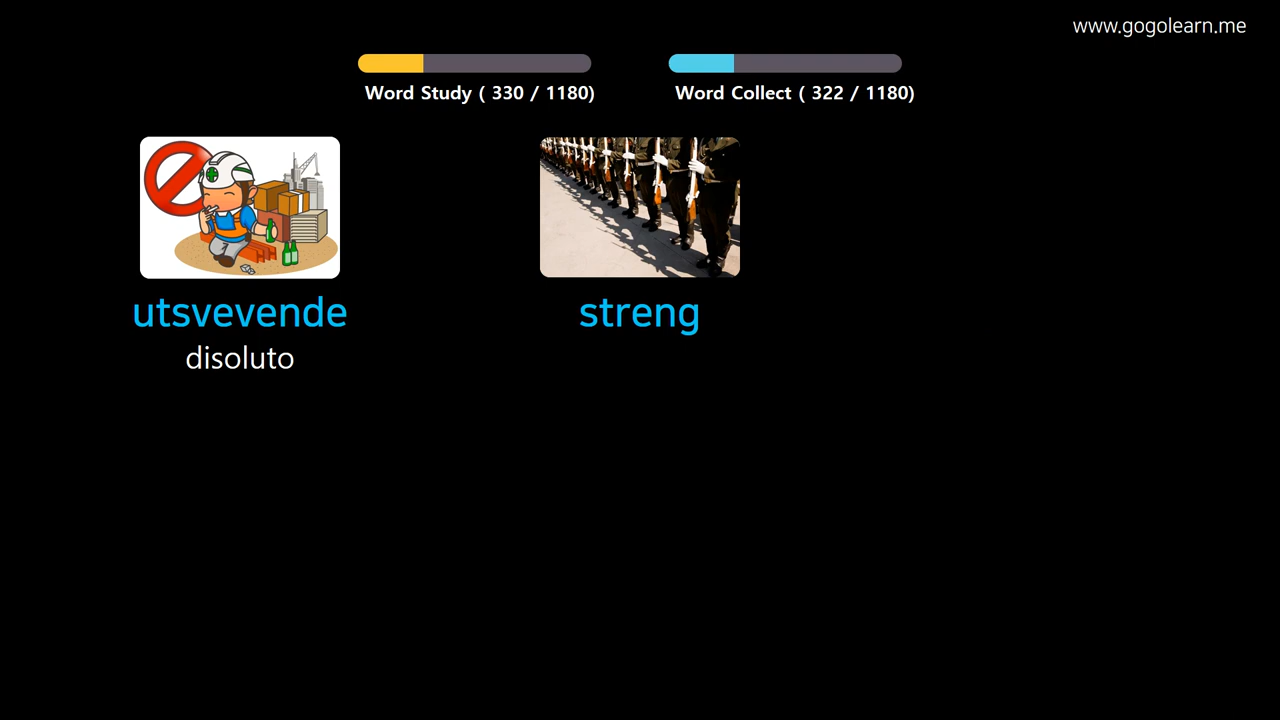 www.gogolearn.me
Word Study ( 330 / 1180)
Word Collect ( 322 / 1180)
utsvevende
streng
disoluto